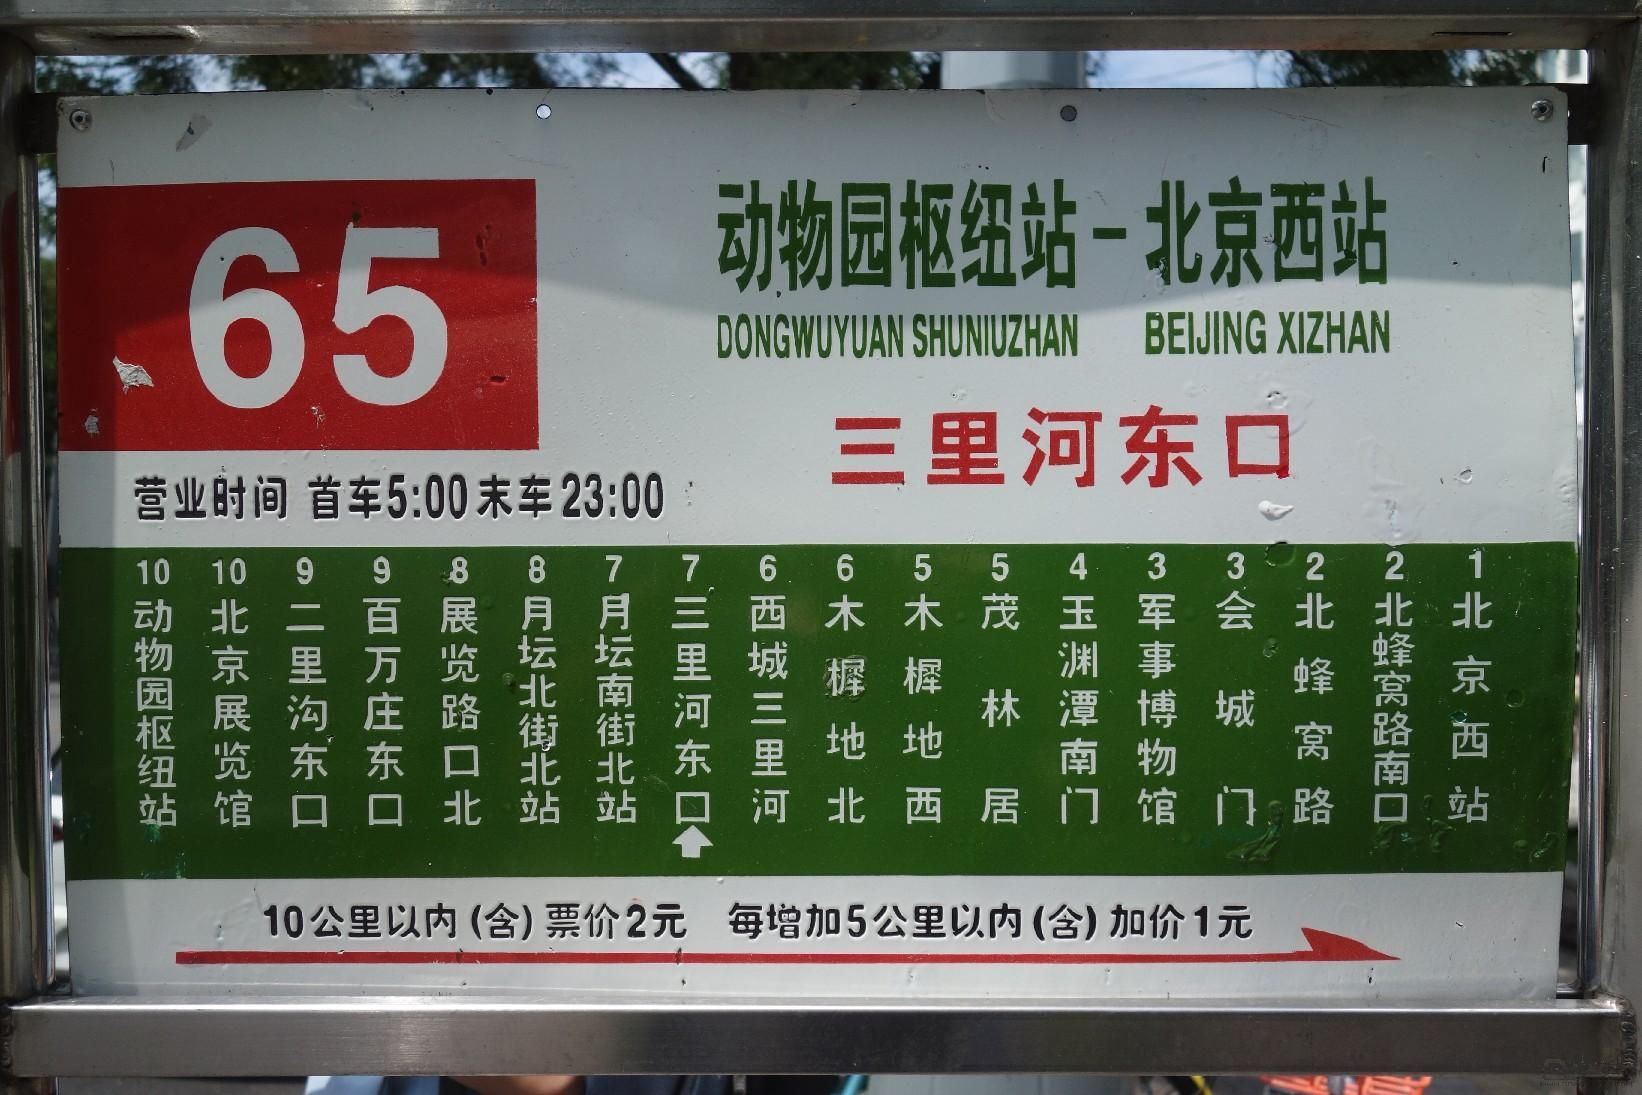 65
动物园枢纽站－北京西站
DONGWUYUAN SHUNIUZHAN BEIJING XIZHAN
三里河东口
营业时间 首车5:00 末车23:00
10 动物园枢纽站
10 北京展览馆
9 二里沟东口
9 百万庄东口
8 展览路口北
8 月坛北街北站
7 月坛南街北站
7 三里河东口
6 西城三里河
6 木樨地北
5 木樨地西
5 茂林居
4 玉渊潭南门
3 军事博物馆
3 会城门
2 北蜂窝路
2 北蜂窝路南口
1 北京西站
10公里以内(含)票价2元 每增加5公里以内(含)加价1元